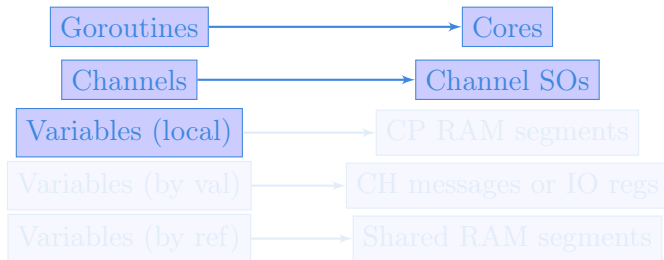 Goroutines Cores
Channels Channel SOs
Variables (local) CP RAM segments
Variables (by val) CH messages or IO regs
Variables (by ref) Shared RAM segments